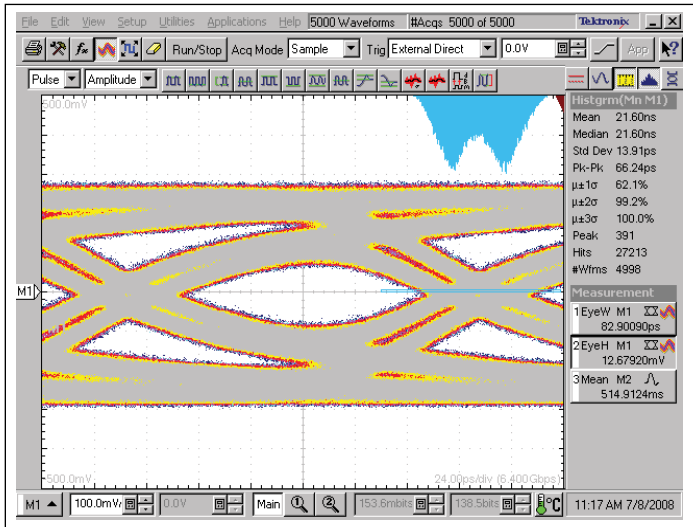 File Edit View Setup Utilities Applications Help 5000 Waveforms #Acqs 5000 of 5000 Tektronix
Run/Stop Acq Mode Sample Trig External Direct 0.0V App
Pulse Amplitude
500.0mV
Histgrm(Mn M1)
Mean 21.60ns
Median 21.60ns
Std Dev 13.91ps
Pk-Pk 66.24ps
µ±1σ 62.1%
µ±2σ 99.2%
µ±3σ 100.0%
Peak 391
Hits 27213
#Wfms 4998
M1
Measurement
1 EyeW M1
82.90090ps
2 EyeH M1
12.67920mV
3 Mean M2
514.9124ms
-500.0mV
24.00ps/div (6.400Gbps)
M1 100.0mV/ 0.0V Main 1 2 153.6mbits 138.5bits °C 11:17 AM 7/8/2008